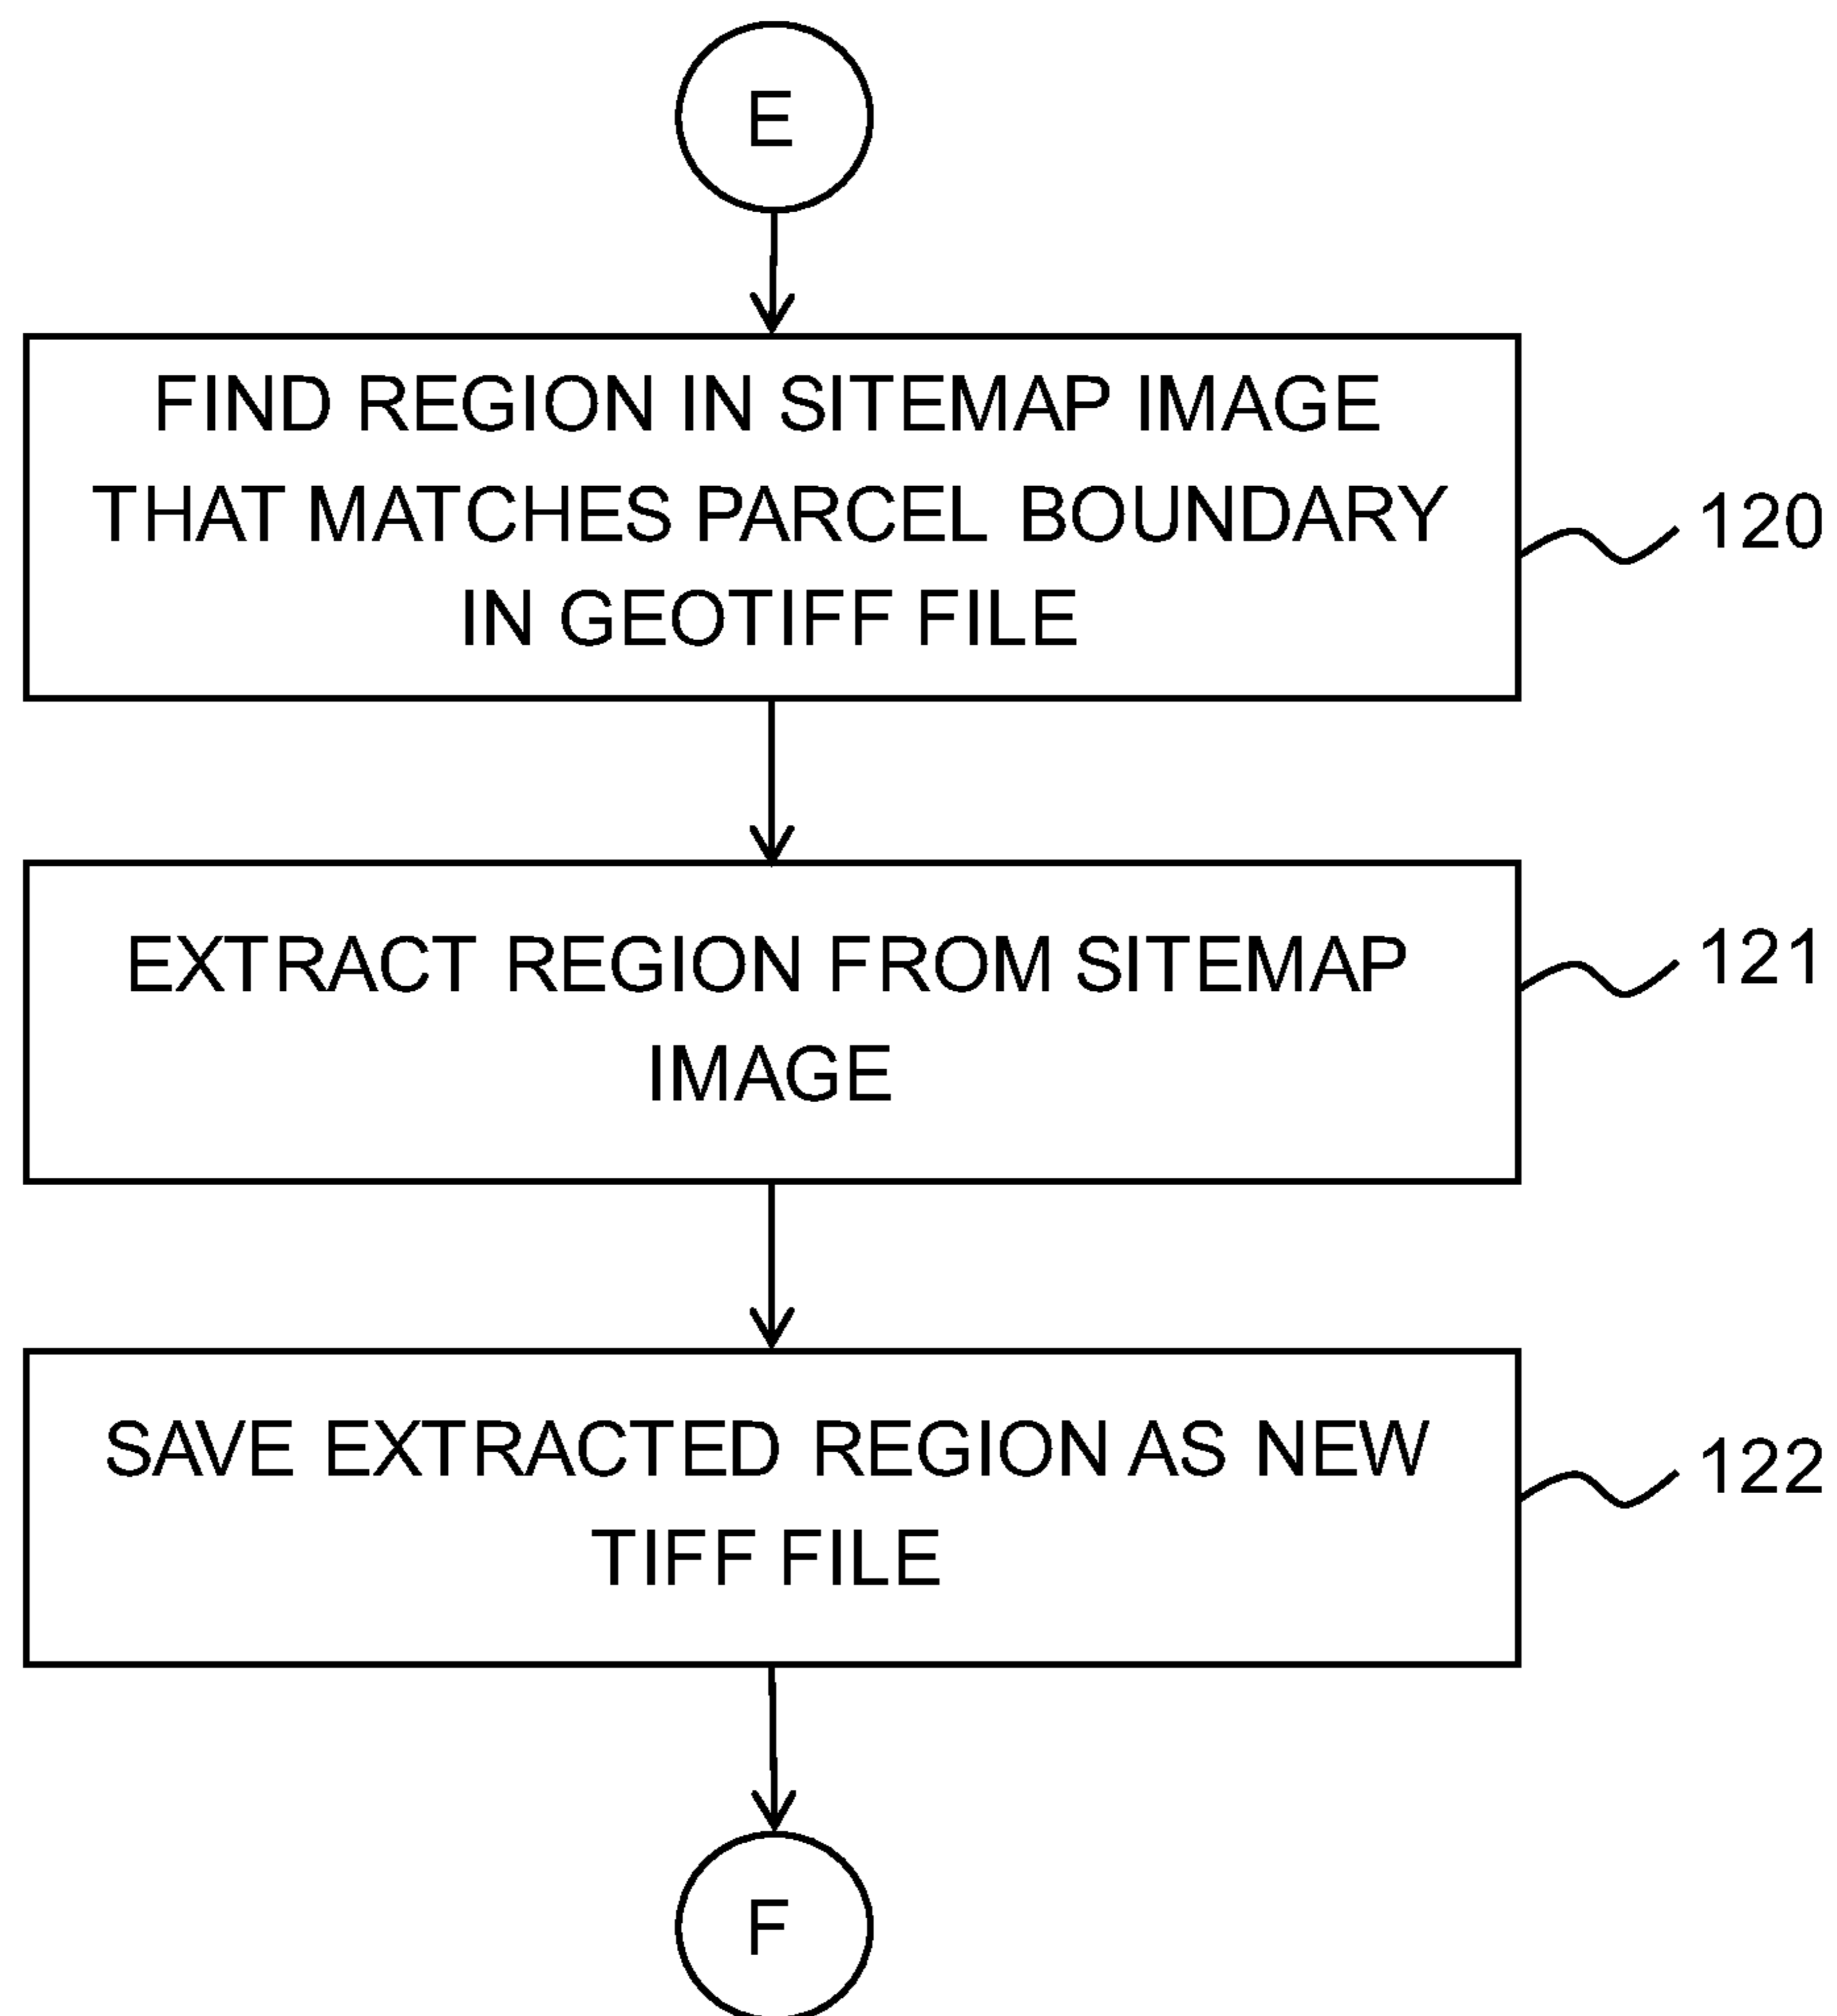 E
FIND REGION IN SITEMAP IMAGE
THAT MATCHES PARCEL BOUNDARY
IN GEOTIFF FILE
120
EXTRACT REGION FROM SITEMAP
IMAGE
121
SAVE EXTRACTED REGION AS NEW
TIFF FILE
122
F